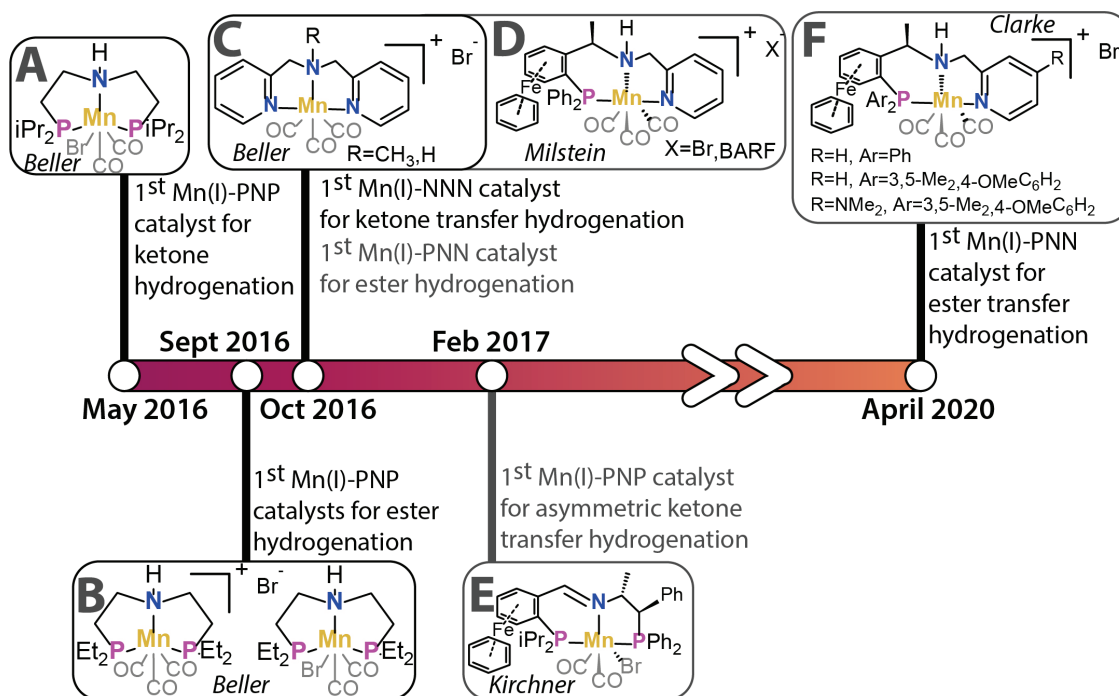 A
H
N
Mn
iPr2P
PiPr2
Br
CO
CO
Beller
C
R
N
N
Mn
N
OC
CO
CO
+
Br-
Beller
R=CH3,H
D
H
N
Fe
Ph2P
Mn
N
OC
CO
CO
+
X-
Milstein
X=Br,BARF
F
Clarke
H
N
R
Fe
Ar2
P
Mn
N
OC
CO
CO
+
Br
R=H, Ar=Ph
R=H, Ar=3,5-Me2,4-OMeC6H2
R=NMe2, Ar=3,5-Me2,4-OMeC6H2
1st Mn(I)-PNP
catalyst for
ketone
hydrogenation
1st Mn(I)-NNN catalyst
for ketone transfer hydrogenation
1st Mn(I)-PNN catalyst
for ester hydrogenation
1st Mn(I)-PNN
catalyst for
ester transfer
hydrogenation
Sept 2016
Feb 2017
May 2016
Oct 2016
April 2020
1st Mn(I)-PNP
catalysts for ester
hydrogenation
1st Mn(I)-PNP catalyst
for asymmetric ketone
transfer hydrogenation
B
H
N
Mn
Et2P
P
Et2
OC
CO
CO
+
Br-
H
N
Mn
Et2P
P
Et2
Br
CO
CO
Beller
E
N
Ph
Fe
iPr2P
Mn
PPh2
OC
CO
Br
Kirchner